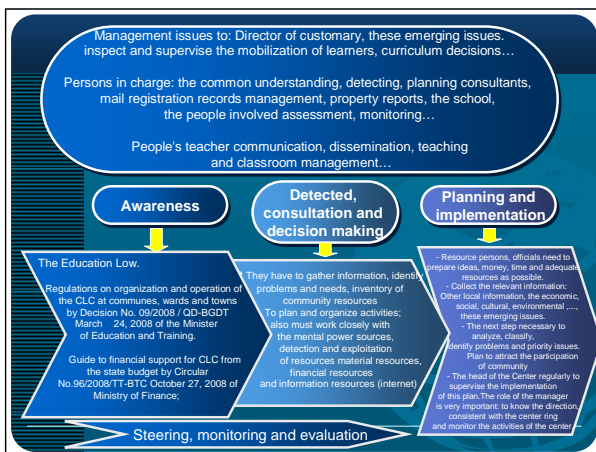 Management issues to: Director of customary, these emerging issues.
inspect and supervise the mobilization of learners, curriculum decisions…
Persons in charge: the common understanding, detecting, planning consultants,
mail registration records management, property reports, the school,
the people involved assessment, monitoring…
People's teacher communication, dissemination, teaching
and classroom management…
Awareness
Detected,
consultation and
decision making
Planning and
implementation
The Education Low.
Regulations on organization and operation of
the CLC at communes, wards and towns
by Decision No. 09/2008 / QD-BGDT
March 24, 2008 of the Minister
of Education and Training.
Guide to financial support for CLC from
the state budget by Circular
No.96/2008/TT-BTC October 27, 2008 of
Ministry of Finance;
They have to gather information, identify
problems and needs, inventory of
community resources
To plan and organize activities;
also must work closely with
the mental power sources,
detection and exploitation
of resources material resources,
financial resources
and information resources (internet)
- Resource persons, officials need to
prepare ideas, money, time and adequate
resources as possible.
- Collect the relevant information:
Other local information, the economic,
social, cultural, environmental ,...,
these emerging issues.
- The next step necessary to
analyze, classify,
identify problems and priority issues.
Plan to attract the participation
of community
- The head of the Center regularly to
supervise the implementation
of this plan.The role of the manager
is very important: to know the direction,
consistent with the center ring
and monitor the activities of the center.
Steering, monitoring and evaluation